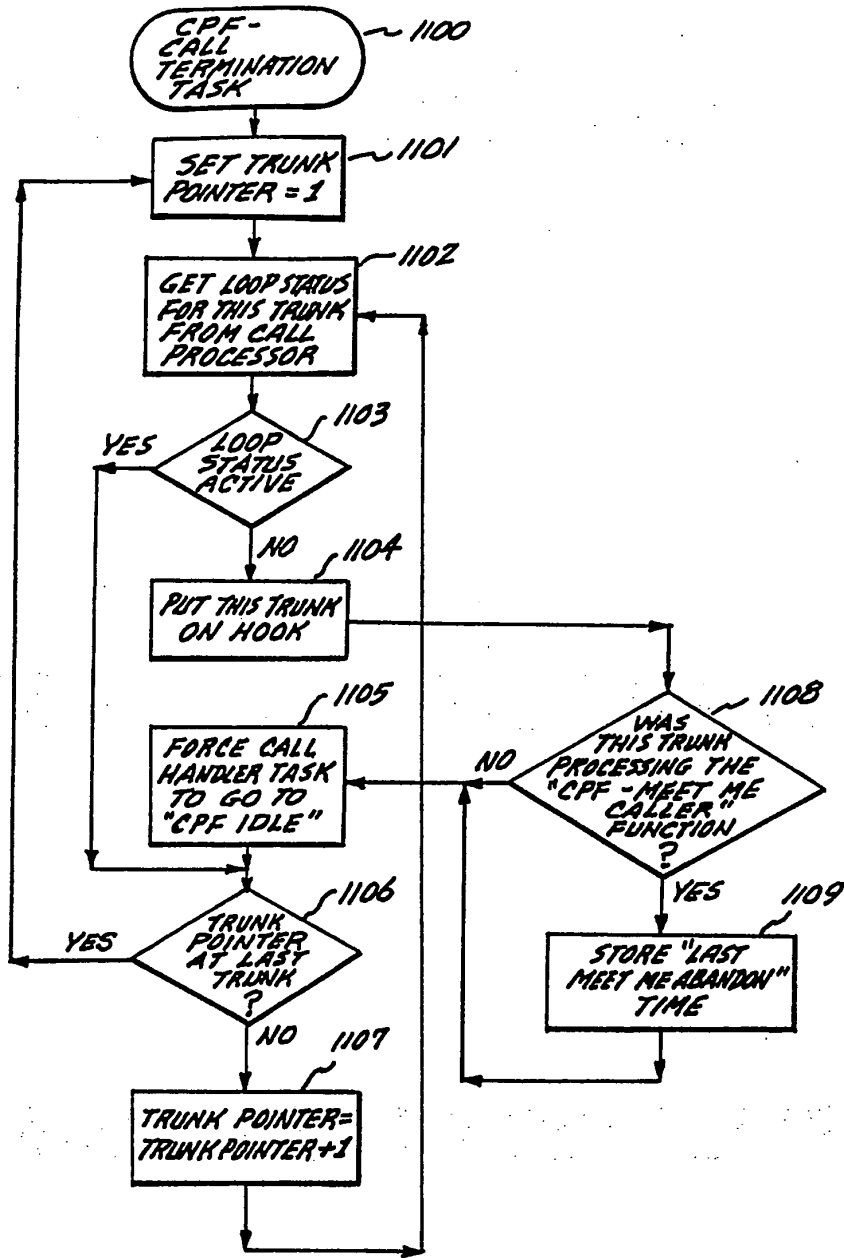 CPF-
CALL
TERMINATION
TASK
1100
SET TRUNK
POINTER = 1
1101
GET LOOP STATUS
FOR THIS TRUNK
FROM CALL
PROCESSOR
1102
LOOP
STATUS
ACTIVE
1103
YES
NO
PUT THIS TRUNK
ON HOOK
1104
WAS
THIS TRUNK
PROCESSING THE
"CPF-MEET ME
CALLER"
FUNCTION
?
1108
NO
YES
STORE "LAST
MEET ME ABANDON"
TIME
1109
FORCE CALL
HANDLER TASK
TO GO TO
"CPF IDLE"
1105
TRUNK
POINTER
AT LAST
TRUNK
?
1106
YES
NO
TRUNK POINTER=
TRUNK POINTER+1
1107